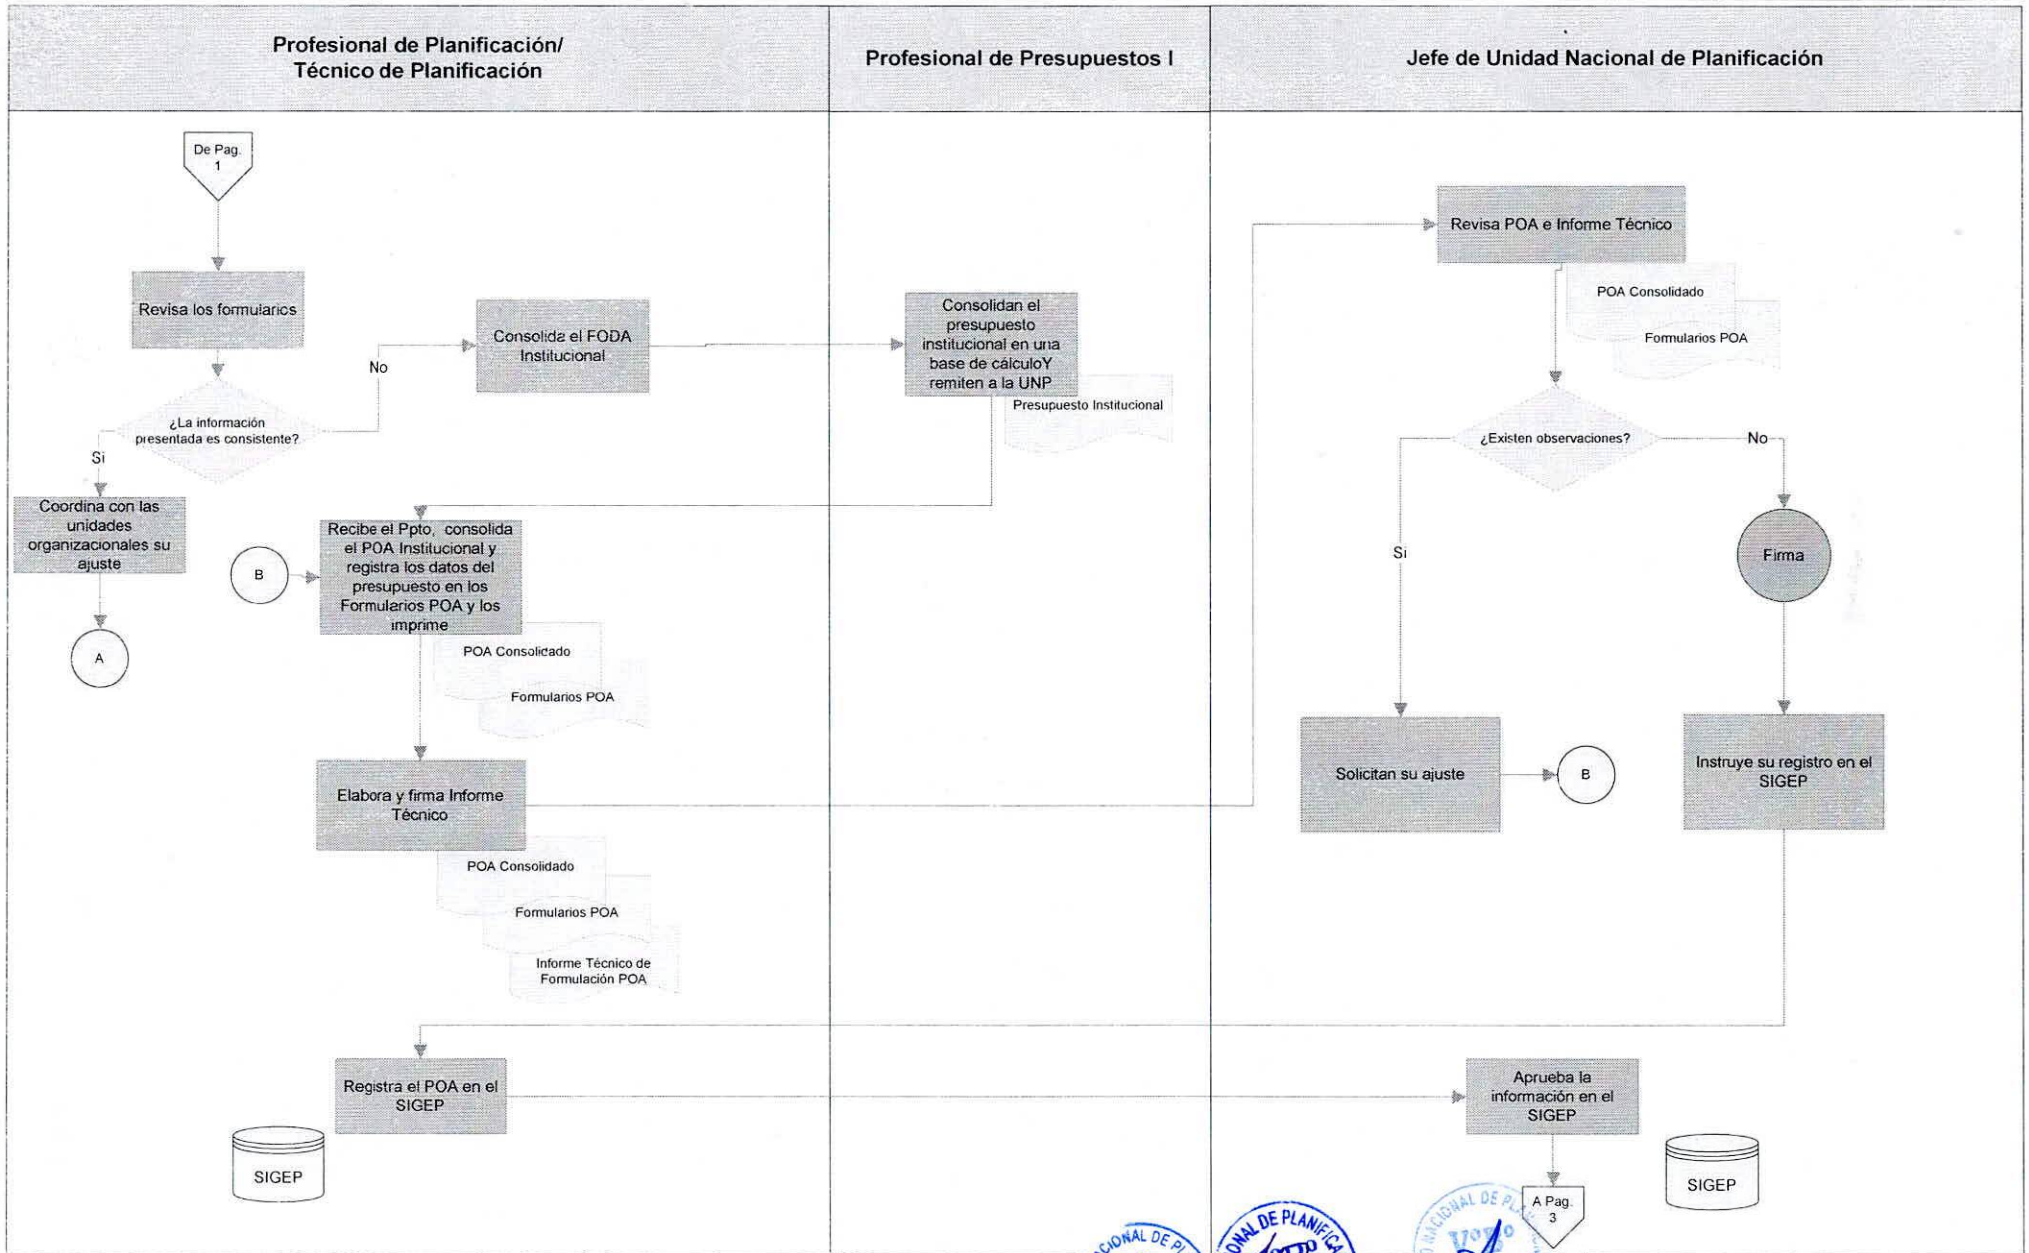 Profesional de Planificación/
Técnico de Planificación
Profesional de Presupuestos I
Jefe de Unidad Nacional de Planificación
De Pag.
1
Revisa los formularics
¿La información
presentada es consistente?
No
Si
Consolida el FODA
Institucional
Coordina con las
unidades
organizacionales su
ajuste
A
B
Recibe el Ppto, consolida
el POA Institucional y
registra los datos del
presupuesto en los
Formularios POA y los
imprime
POA Consolidado
Formularios POA
Elabora y firma Informe
Técnico
POA Consolidado
Formularios POA
Informe Técnico de
Formulación POA
Registra el POA en el
SIGEP
SIGEP
Consolidan el
presupuesto
institucional en una
base de cálculoY
remiten a la UNP
Presupuesto Institucional
Revisa POA e Informe Técnico
POA Consolidado
Formularios POA
¿Existen observaciones?
No
Si
Firma
Solicitan su ajuste
B
Instruye su registro en el
SIGEP
Aprueba la
información en el
SIGEP
SIGEP
A Pag.
3